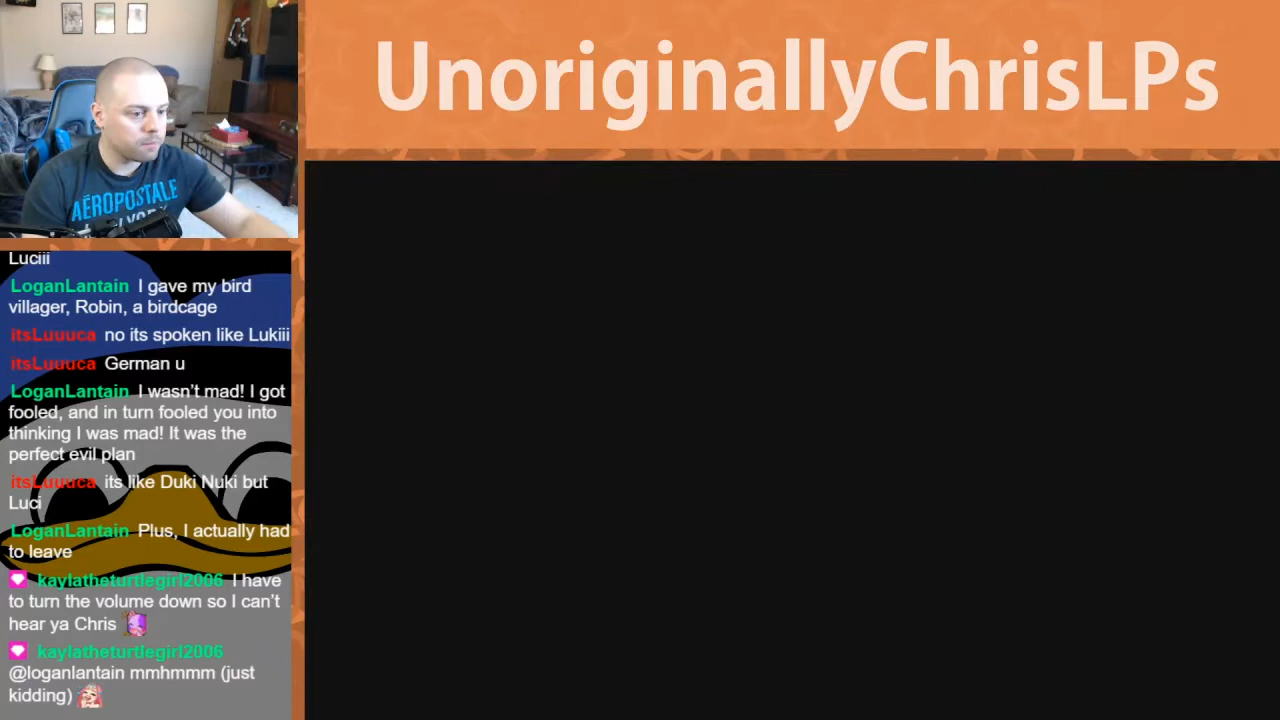 UnoriginallyChrisLPs
AÉROPOSTALE
Luciii
LoganLantain I gave my bird
villager, Robin, a birdcage
itsLuuuca no its spoken like Lukiii
itsLuuuca German u
LoganLantain I wasn't mad! I got
fooled, and in turn fooled you into
thinking I was mad! It was the
perfect evil plan
itsLuuuca its like Duki Nuki but
Luci
LoganLantain Plus, I actually had
to leave
kaylatheturtlegirl2006 I have
to turn the volume down so I can't
hear ya Chris
kaylatheturtlegirl2006
@loganlantain mmhmmm (just
kidding)